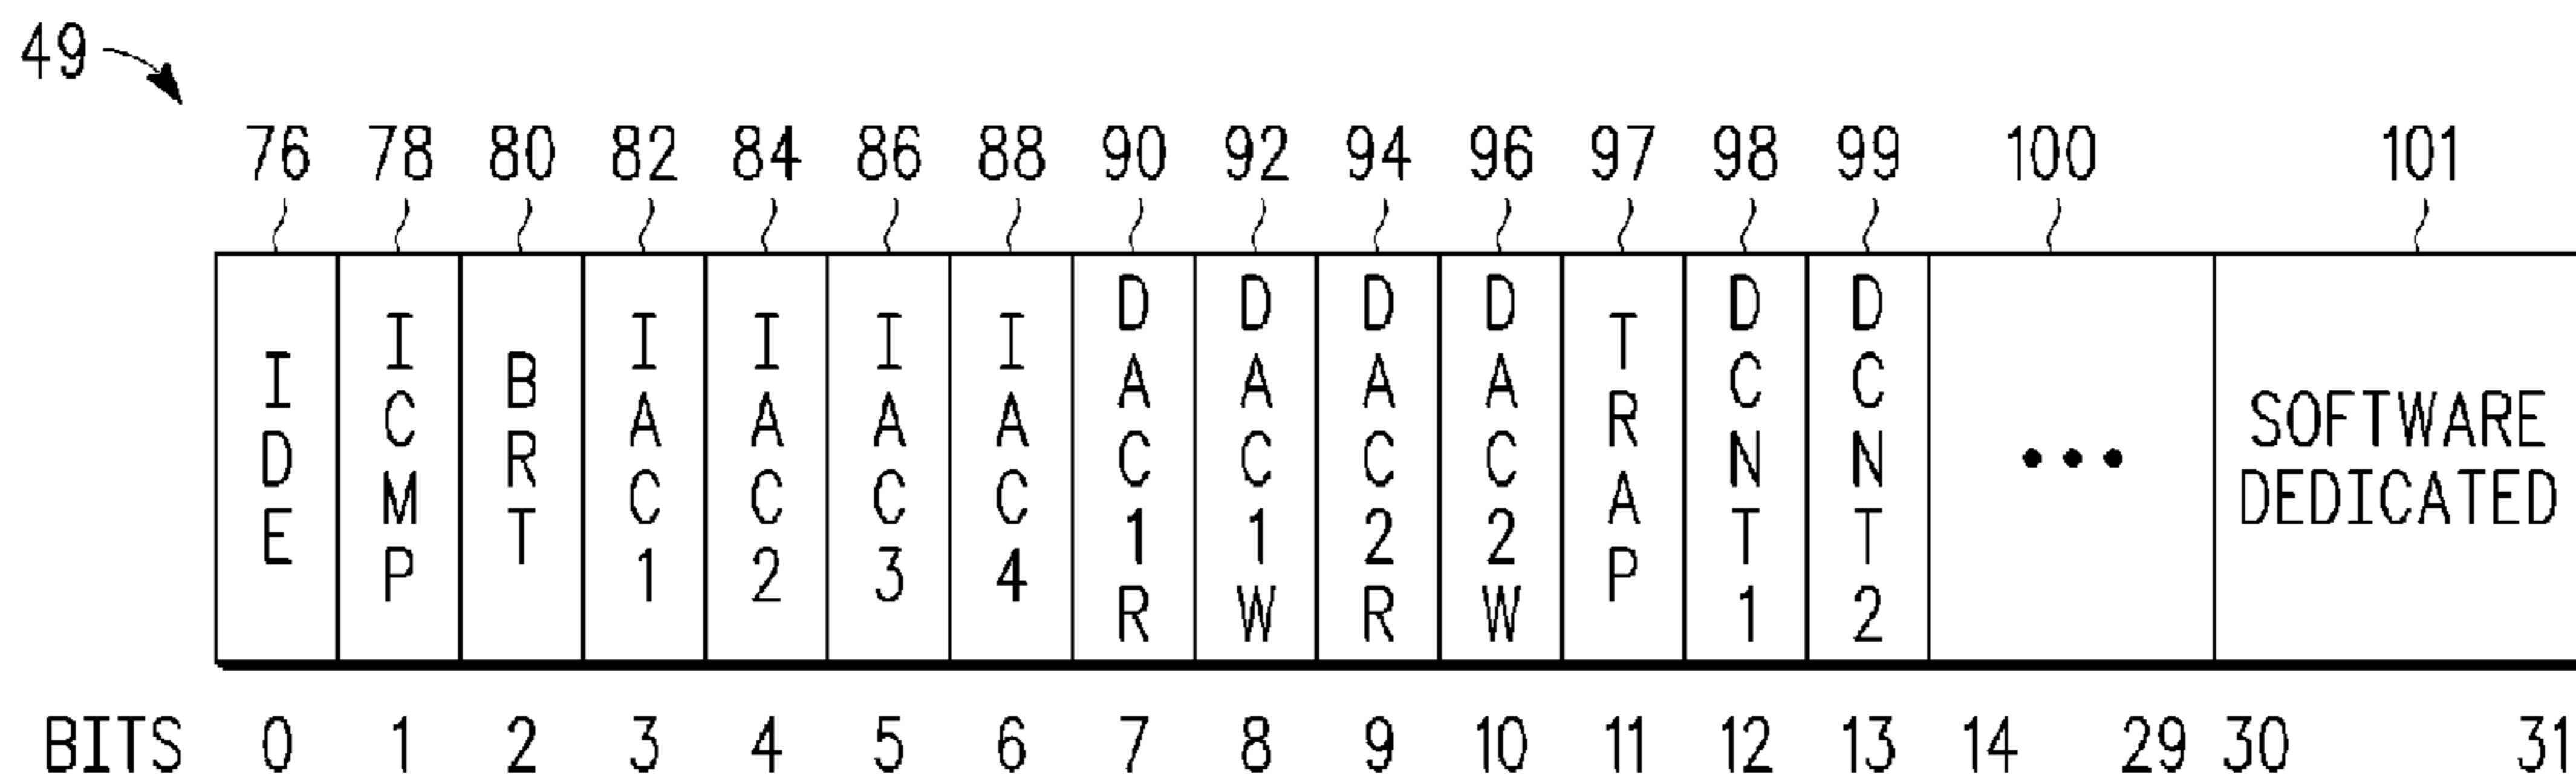 49
76 78 80 82 84 86 88 90 92 94 96 97 98 99 100 101
IDE
ICMP
BRT
IAC1
IAC2
IAC3
IAC4
DAC1R
DAC1W
DAC2R
DAC2W
TRAP
DCNT1
DCNT2
•••
SOFTWARE
DEDICATED
BITS 0 1 2 3 4 5 6 7 8 9 10 11 12 13 14 29 30 31